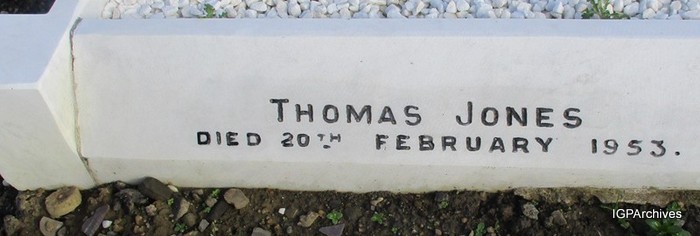 THOMAS JONES
DIED 20TH FEBRUARY 1953.
IGPArchives